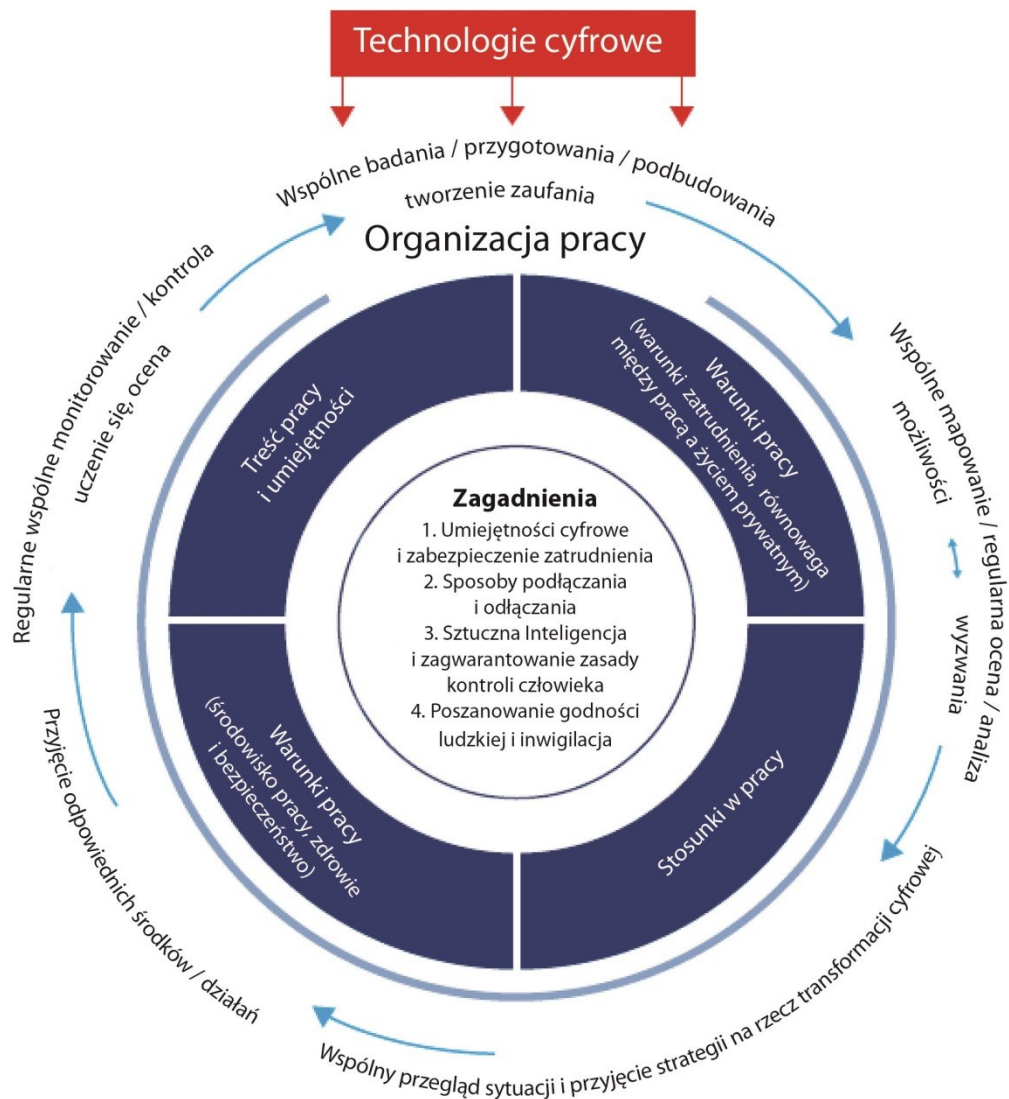 Technologie cyfrowe
Wspólne badania / przygotowania / podbudowania
tworzenie zaufania
Organizacja pracy
Wspólne mapowanie / regularna ocena / analiza
możliwości
wyzwania
Wspólny przegląd sytuacji i przyjęcie strategii na rzecz transformacji cyfrowej
Przyjęcie odpowiednich środków / działań
Regularne wspólne monitorowanie / kontrola
uczenie się, ocena
Treść pracy
i umiejętności
Warunki pracy
(warunki zatrudnienia, równowaga
między pracą a życiem prywatnym)
Stosunki w pracy
Warunki pracy
(środowisko pracy, zdrowie
i bezpieczeństwo)
Zagadnienia
1. Umiejętności cyfrowe
i zabezpieczenie zatrudnienia
2. Sposoby podłączania
i odłączania
3. Sztuczna Inteligencja
i zagwarantowanie zasady
kontroli człowieka
4. Poszanowanie godności
ludzkiej i inwigilacja